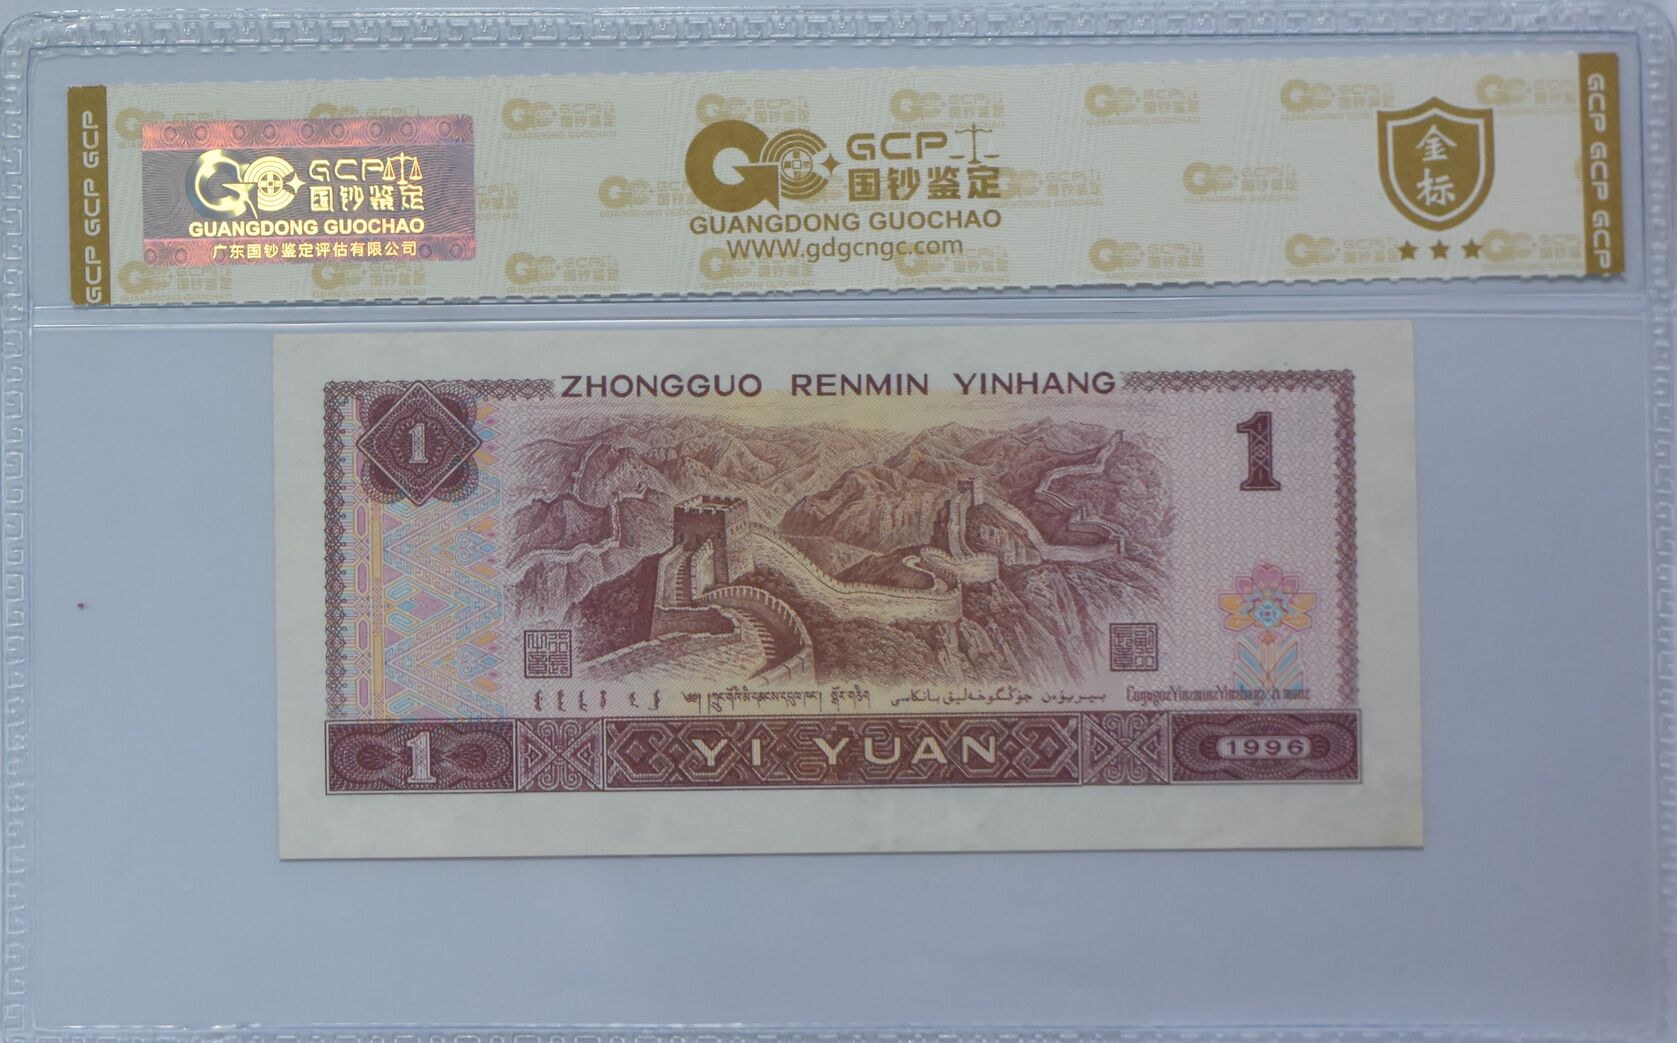 GCP GCP GCP
GCP
国钞鉴定
GUANGDONG GUOCHAO
广东国钞鉴定评估有限公司
GCP
国钞鉴定
GUANGDONG GUOCHAO
WWW.gdgcngc.com
金
标
GCP GCP GCP
ZHONGGUO RENMIN YINHANG
1
1
1
YI YUAN
1996